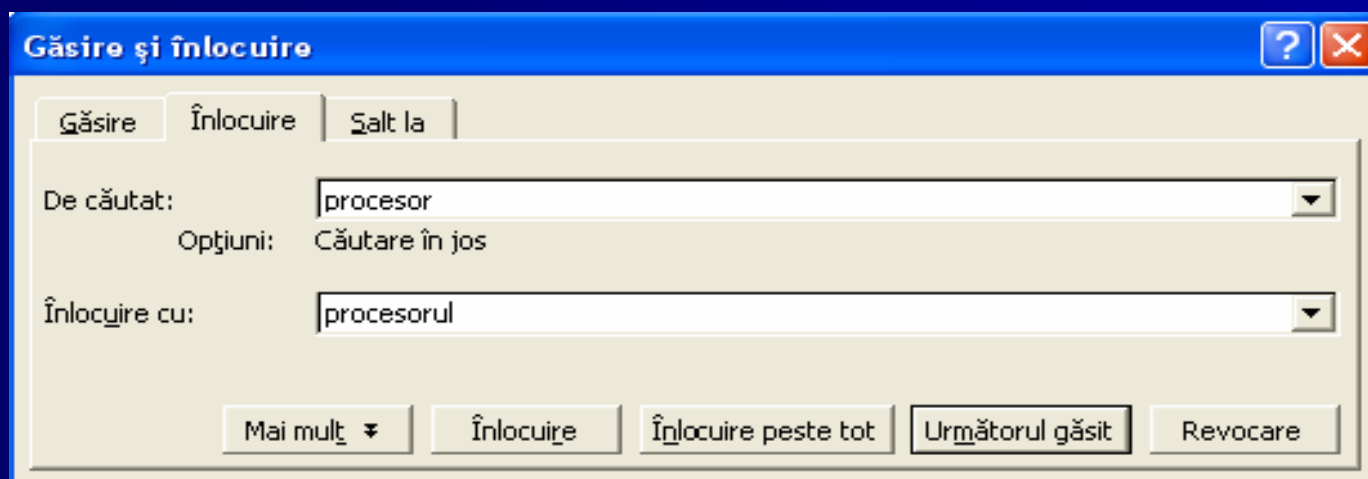 Găsire şi înlocuire
Găsire Înlocuire Salt la
De căutat: procesor
Opţiuni: Căutare în jos
Înlocuire cu: procesorul
Mai mult Înlocuire Înlocuire peste tot Următorul găsit Revocare